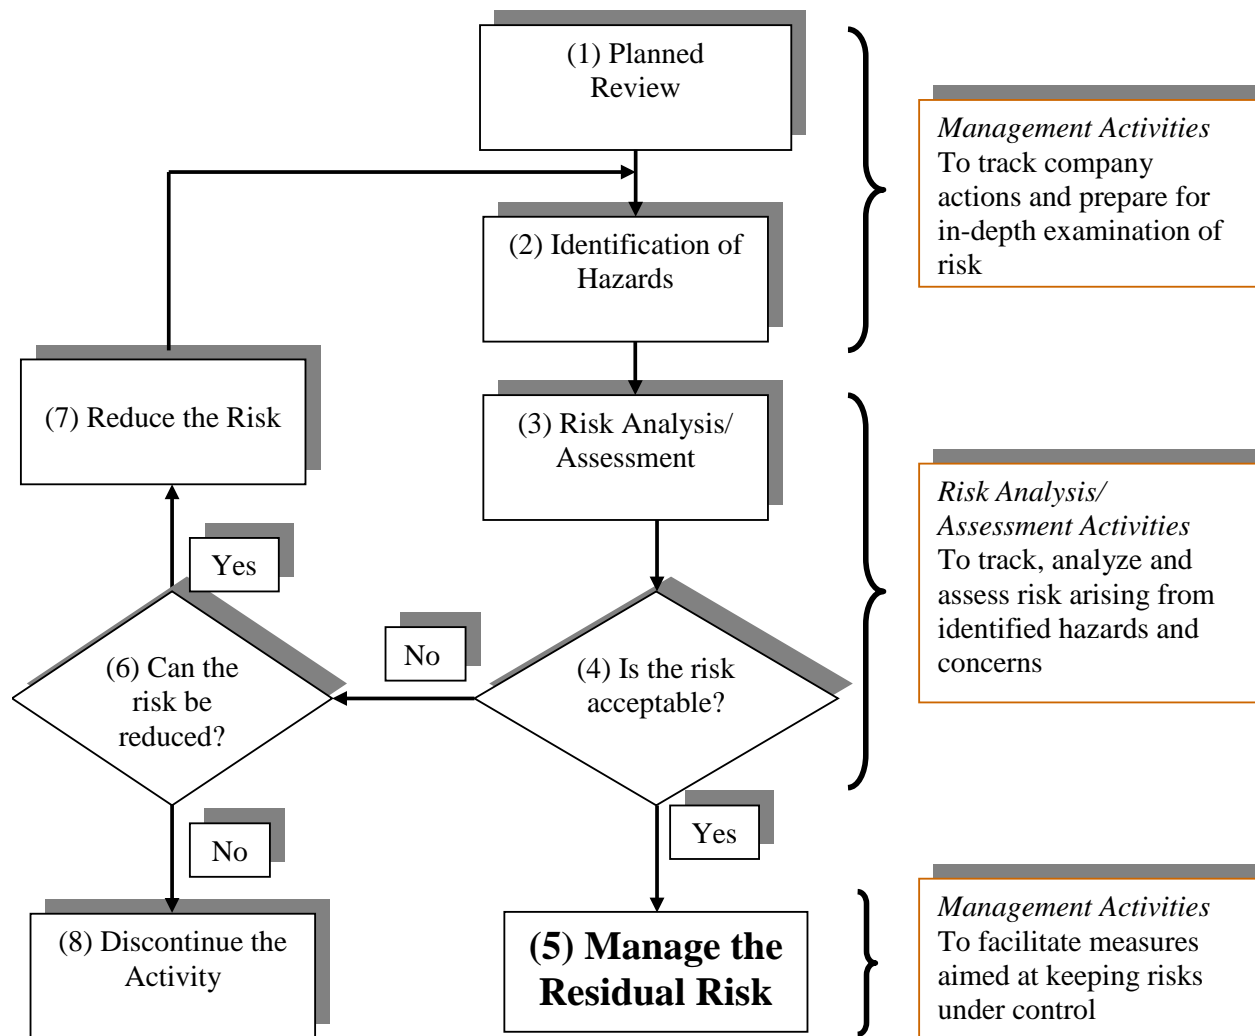 (1) Planned
Review
Management Activities
To track company
actions and prepare for
in-depth examination of
risk
(2) Identification of
Hazards
(7) Reduce the Risk
(3) Risk Analysis/
Assessment
Risk Analysis/
Assessment Activities
To track, analyze and
assess risk arising from
identified hazards and
concerns
Yes
No
(6) Can the
risk be
reduced?
(4) Is the risk
acceptable?
No
Yes
(8) Discontinue the
Activity
(5) Manage the
Residual Risk
Management Activities
To facilitate measures
aimed at keeping risks
under control